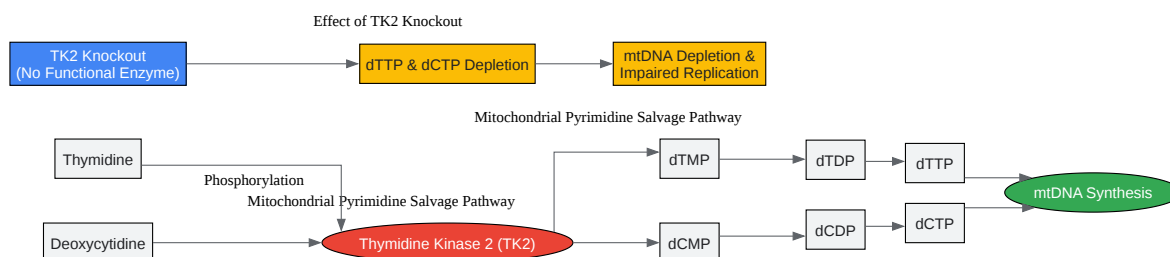 Effect of TK2 Knockout
TK2 Knockout
(No Functional Enzyme)
dTTP & dCTP Depletion
mtDNA Depletion &
Impaired Replication
Mitochondrial Pyrimidine Salvage Pathway
Thymidine
dTMP
dTDP
dTTP
Phosphorylation
Mitochondrial Pyrimidine Salvage Pathway
mtDNA Synthesis
Deoxycytidine
Thymidine Kinase 2 (TK2)
dCMP
dCDP
dCTP